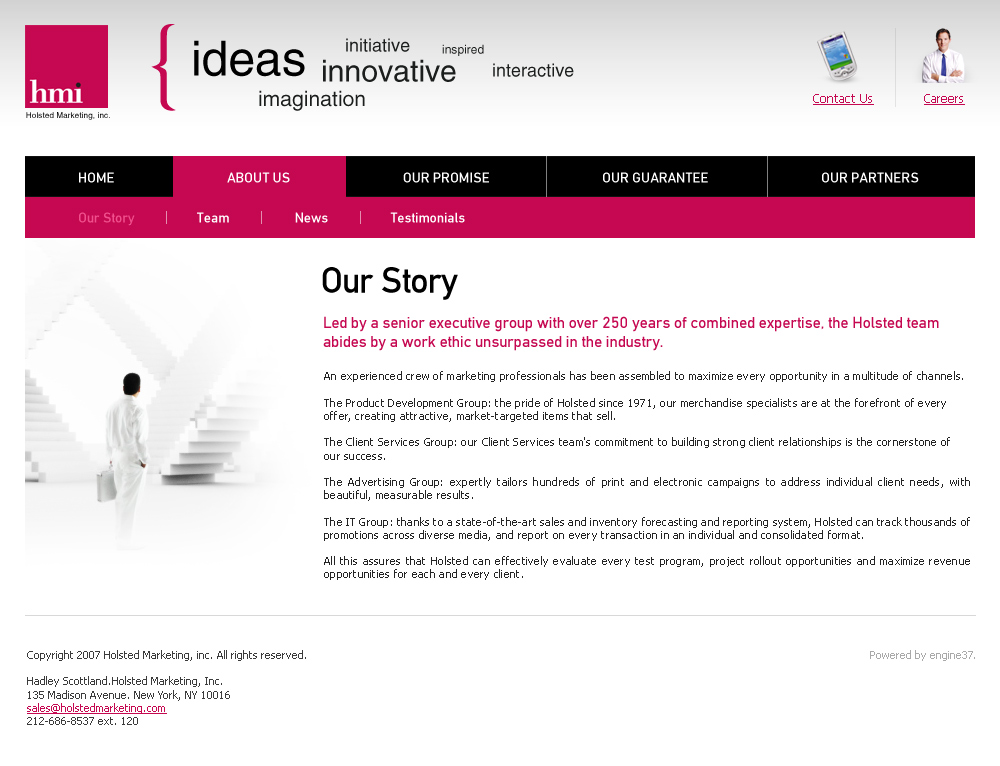 hmi
Holsted Marketing, inc.
{
ideas
initiative
inspired
innovative
interactive
imagination
Contact Us
Careers
HOME
ABOUT US
OUR PROMISE
OUR GUARANTEE
OUR PARTNERS
Our Story
Team
News
Testimonials
Our Story
Led by a senior executive group with over 250 years of combined expertise, the Holsted team
abides by a work ethic unsurpassed in the industry.
An experienced crew of marketing professionals has been assembled to maximize every opportunity in a multitude of channels.
The Product Development Group: the pride of Holsted since 1971, our merchandise specialists are at the forefront of every
offer, creating attractive, market-targeted items that sell.
The Client Services Group: our Client Services team's commitment to building strong client relationships is the cornerstone of
our success.
The Advertising Group: expertly tailors hundreds of print and electronic campaigns to address individual client needs, with
beautiful, measurable results.
The IT Group: thanks to a state-of-the-art sales and inventory forecasting and reporting system, Holsted can track thousands of
promotions across diverse media, and report on every transaction in an individual and consolidated format.
All this assures that Holsted can effectively evaluate every test program, project rollout opportunities and maximize revenue
opportunities for each and every client.
Copyright 2007 Holsted Marketing, inc. All rights reserved.
Powered by engine37.
Hadley Scottland.Holsted Marketing, Inc.
135 Madison Avenue. New York, NY 10016
sales@holstedmarketing.com
212-686-8537 ext. 120